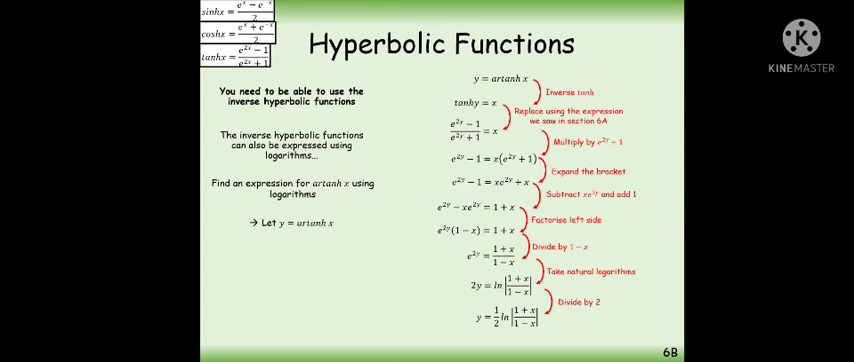 sinhx = (e^x − e^−x)/2
coshx = (e^x + e^−x)/2
tanhx = (e^2x − 1)/(e^2x + 1)
Hyperbolic Functions
K
KINEMASTER
You need to be able to use the
inverse hyperbolic functions
The inverse hyperbolic functions
can also be expressed using
logarithms…
Find an expression for artanh x using
logarithms
→ Let y = artanh x
y = artanh x
Inverse tanh
tanhy = x
Replace using the expression
we saw in section 6A
(e^2y − 1)/(e^2y + 1) = x
Multiply by e^2y + 1
e^2y − 1 = x(e^2y + 1)
Expand the bracket
e^2y − 1 = xe^2y + x
Subtract xe^2y and add 1
e^2y − xe^2y = 1 + x
Factorise left side
e^2y(1 − x) = 1 + x
Divide by 1 − x
e^2y = (1 + x)/(1 − x)
Take natural logarithms
2y = ln|(1 + x)/(1 − x)|
Divide by 2
y = 1/2 ln|(1 + x)/(1 − x)|
6B